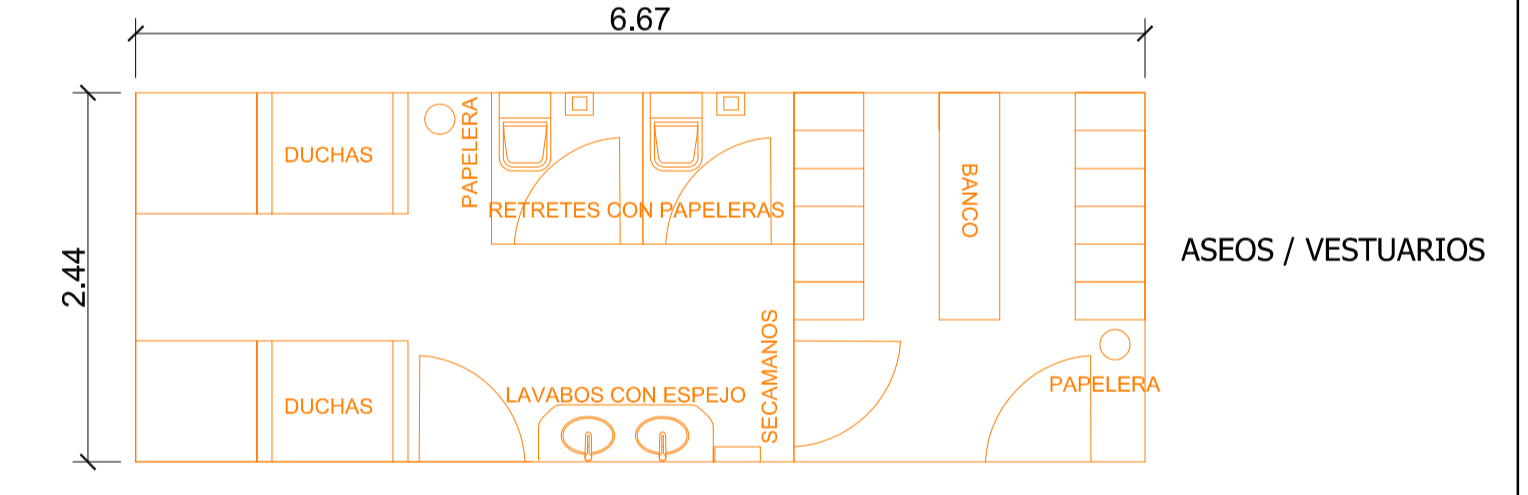 6.67
2.44
DUCHAS
PAPELERA
RETRETES CON PAPELERAS
BANCO
ASEOS / VESTUARIOS
DUCHAS
LAVABOS CON ESPEJO
SECAMANOS
PAPELERA